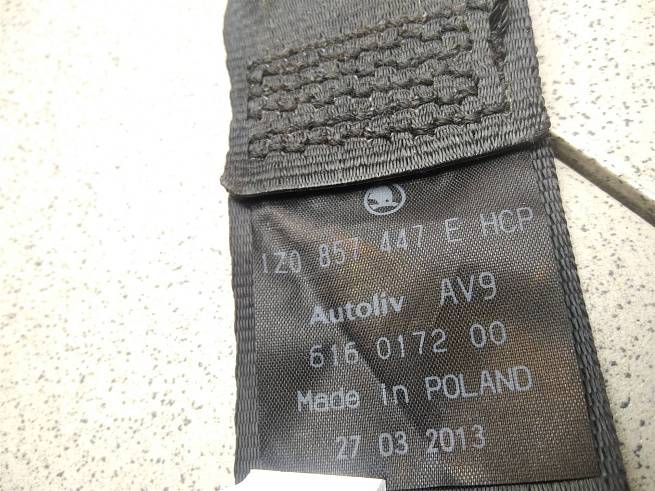 1Z0 857 447 E HCP
Autoliv AV9
616 0172 00
Made in POLAND
27 03 2013